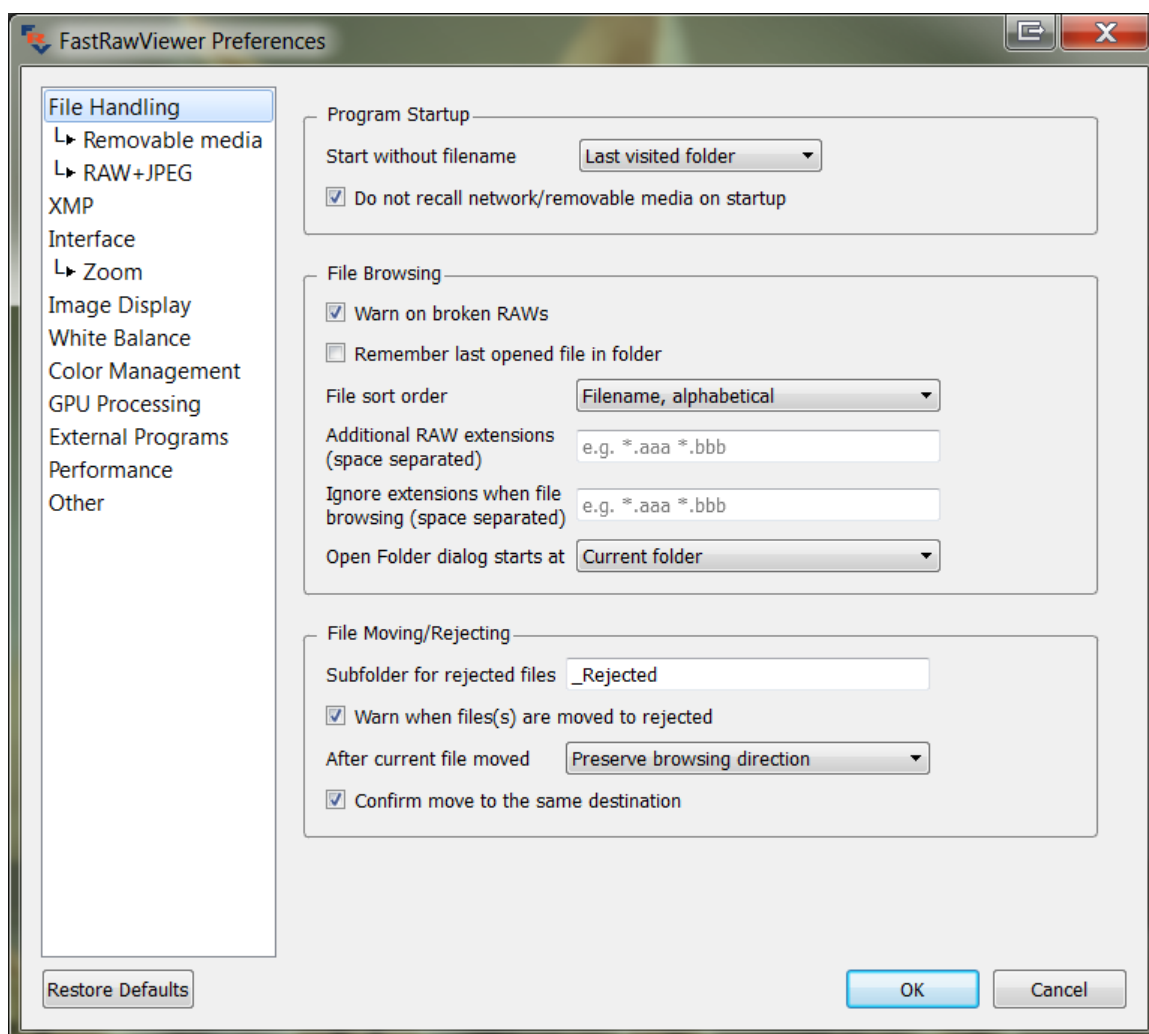 FastRawViewer Preferences
File Handling
Removable media
RAW+JPEG
XMP
Interface
Zoom
Image Display
White Balance
Color Management
GPU Processing
External Programs
Performance
Other
Program Startup
Start without filename Last visited folder
Do not recall network/removable media on startup
File Browsing
Warn on broken RAWs
Remember last opened file in folder
File sort order Filename, alphabetical
Additional RAW extensions
(space separated) e.g. *.aaa *.bbb
Ignore extensions when file
browsing (space separated) e.g. *.aaa *.bbb
Open Folder dialog starts at Current folder
File Moving/Rejecting
Subfolder for rejected files _Rejected
Warn when files(s) are moved to rejected
After current file moved Preserve browsing direction
Confirm move to the same destination
Restore Defaults OK Cancel